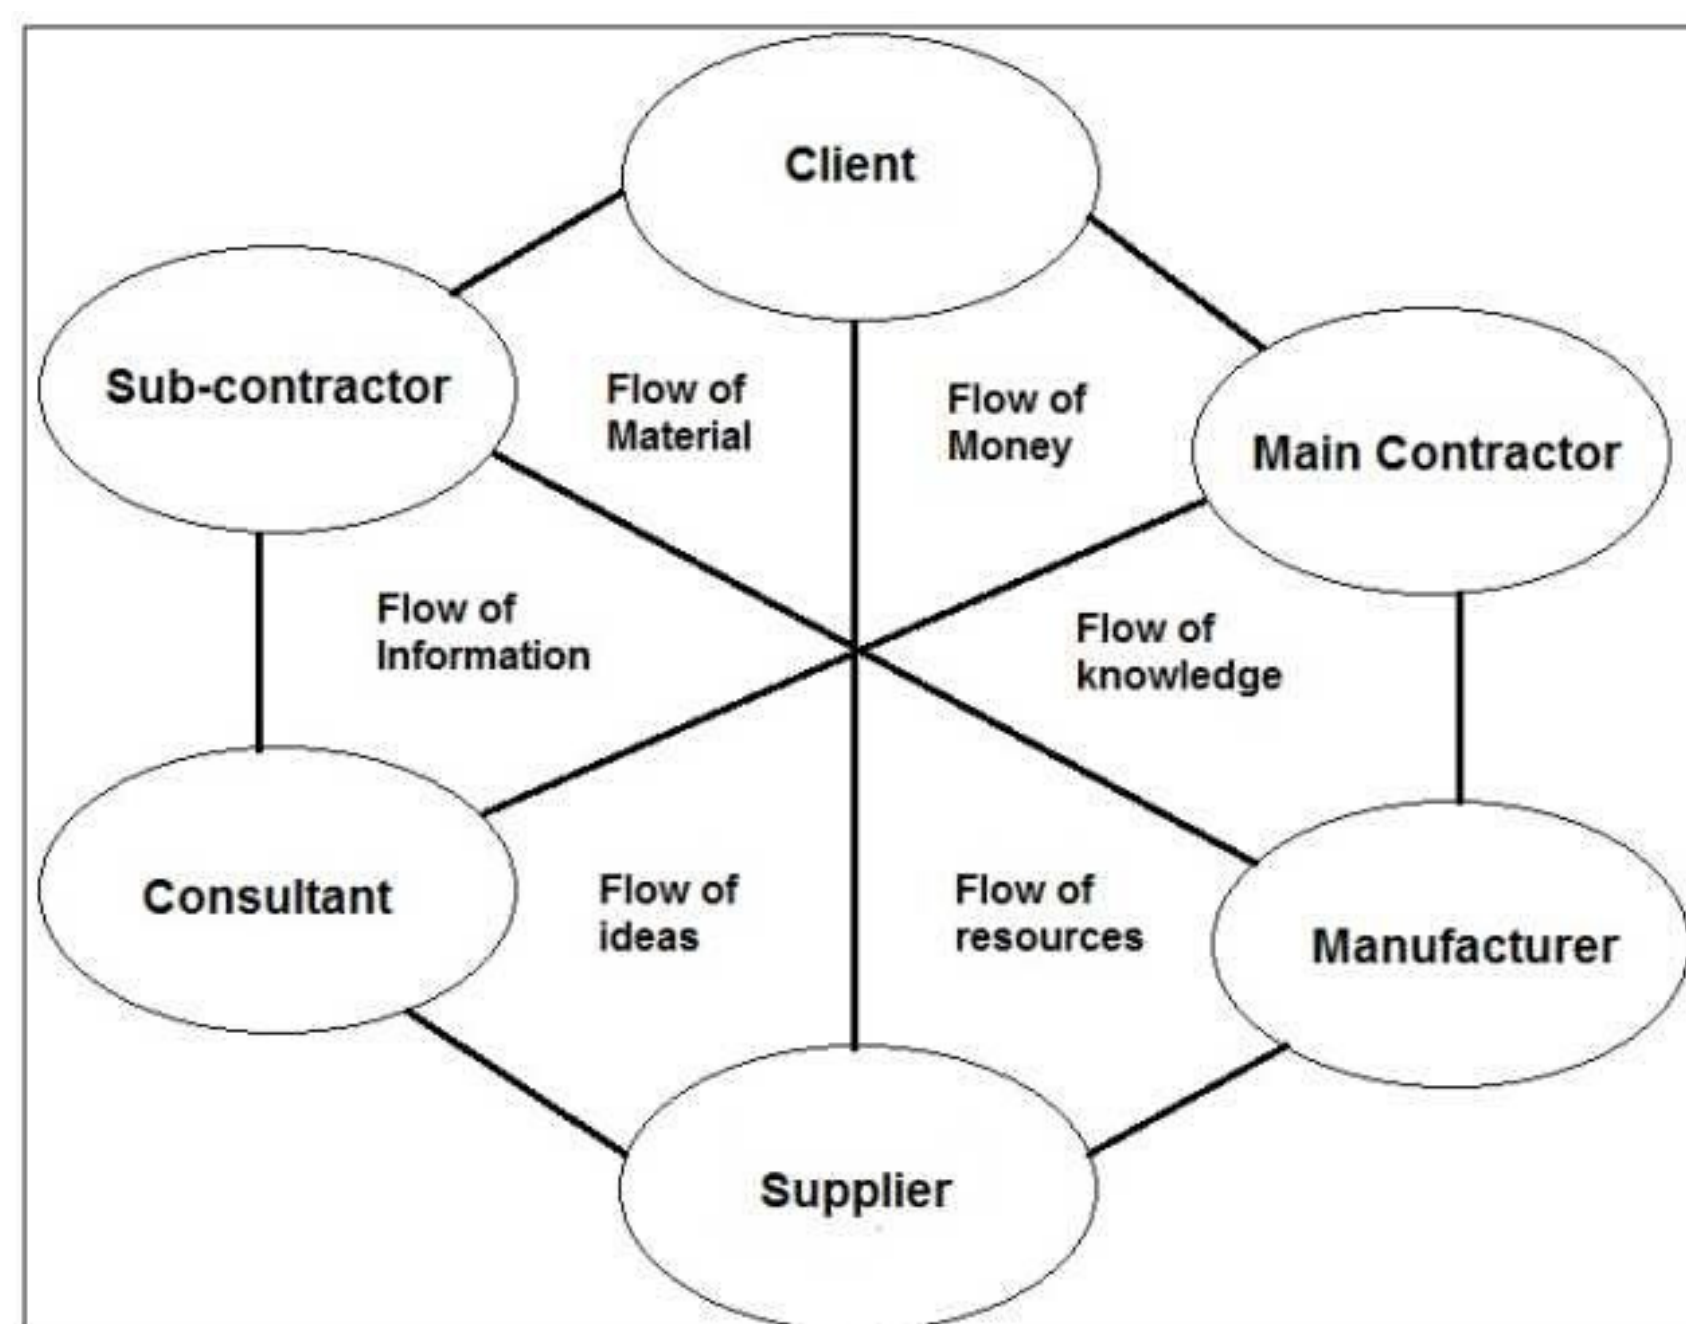 Client
Sub-contractor
Flow of
Material
Flow of
Money
Main Contractor
Flow of
Information
Flow of
knowledge
Consultant
Flow of
ideas
Flow of
resources
Manufacturer
Supplier